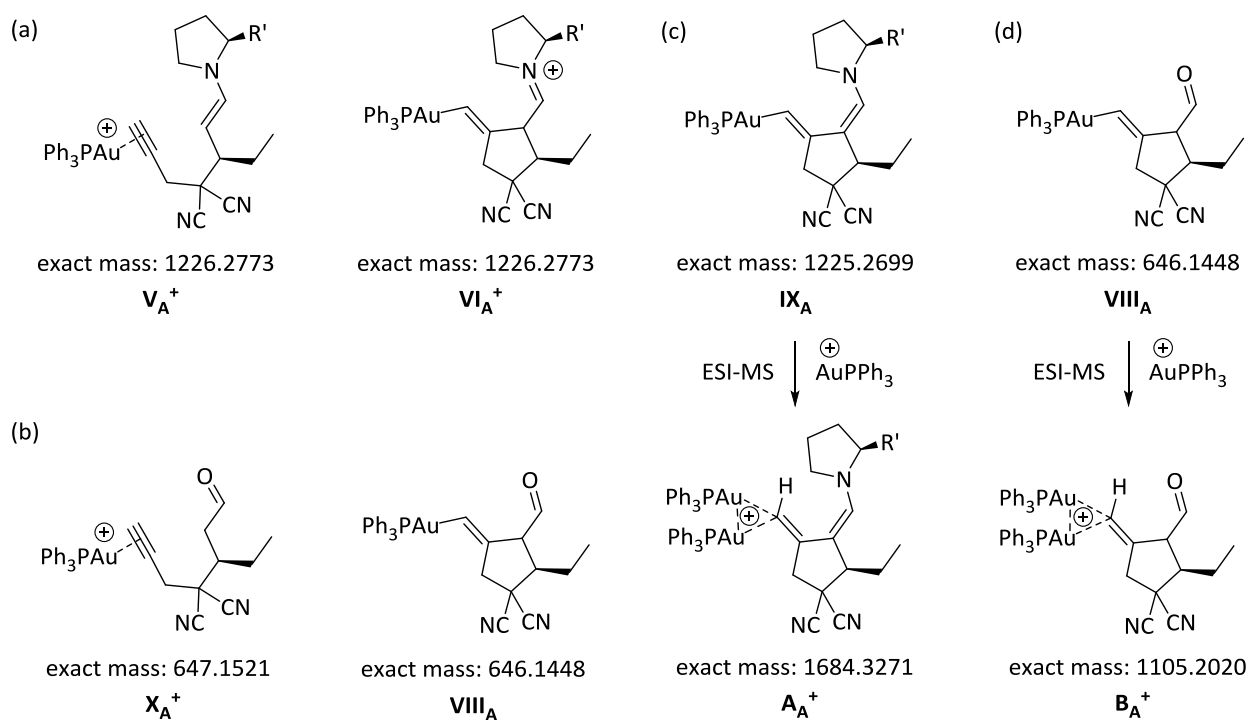 (a)
R'
N
⊕
Ph3PAu
NC
CN
exact mass: 1226.2773
VA+
R'
N
⊕
Ph3PAu
NC
CN
exact mass: 1226.2773
VIA+
(c)
R'
N
Ph3PAu
NC
CN
exact mass: 1225.2699
IXA
(d)
O
Ph3PAu
NC
CN
exact mass: 646.1448
VIIIA
ESI-MS
⊕
AuPPh3
ESI-MS
⊕
AuPPh3
(b)
O
⊕
Ph3PAu
NC
CN
exact mass: 647.1521
XA+
O
Ph3PAu
NC
CN
exact mass: 646.1448
VIIIA
R'
N
H
Ph3PAu
⊕
Ph3PAu
NC
CN
exact mass: 1684.3271
AA+
O
H
Ph3PAu
⊕
Ph3PAu
NC
CN
exact mass: 1105.2020
BA+